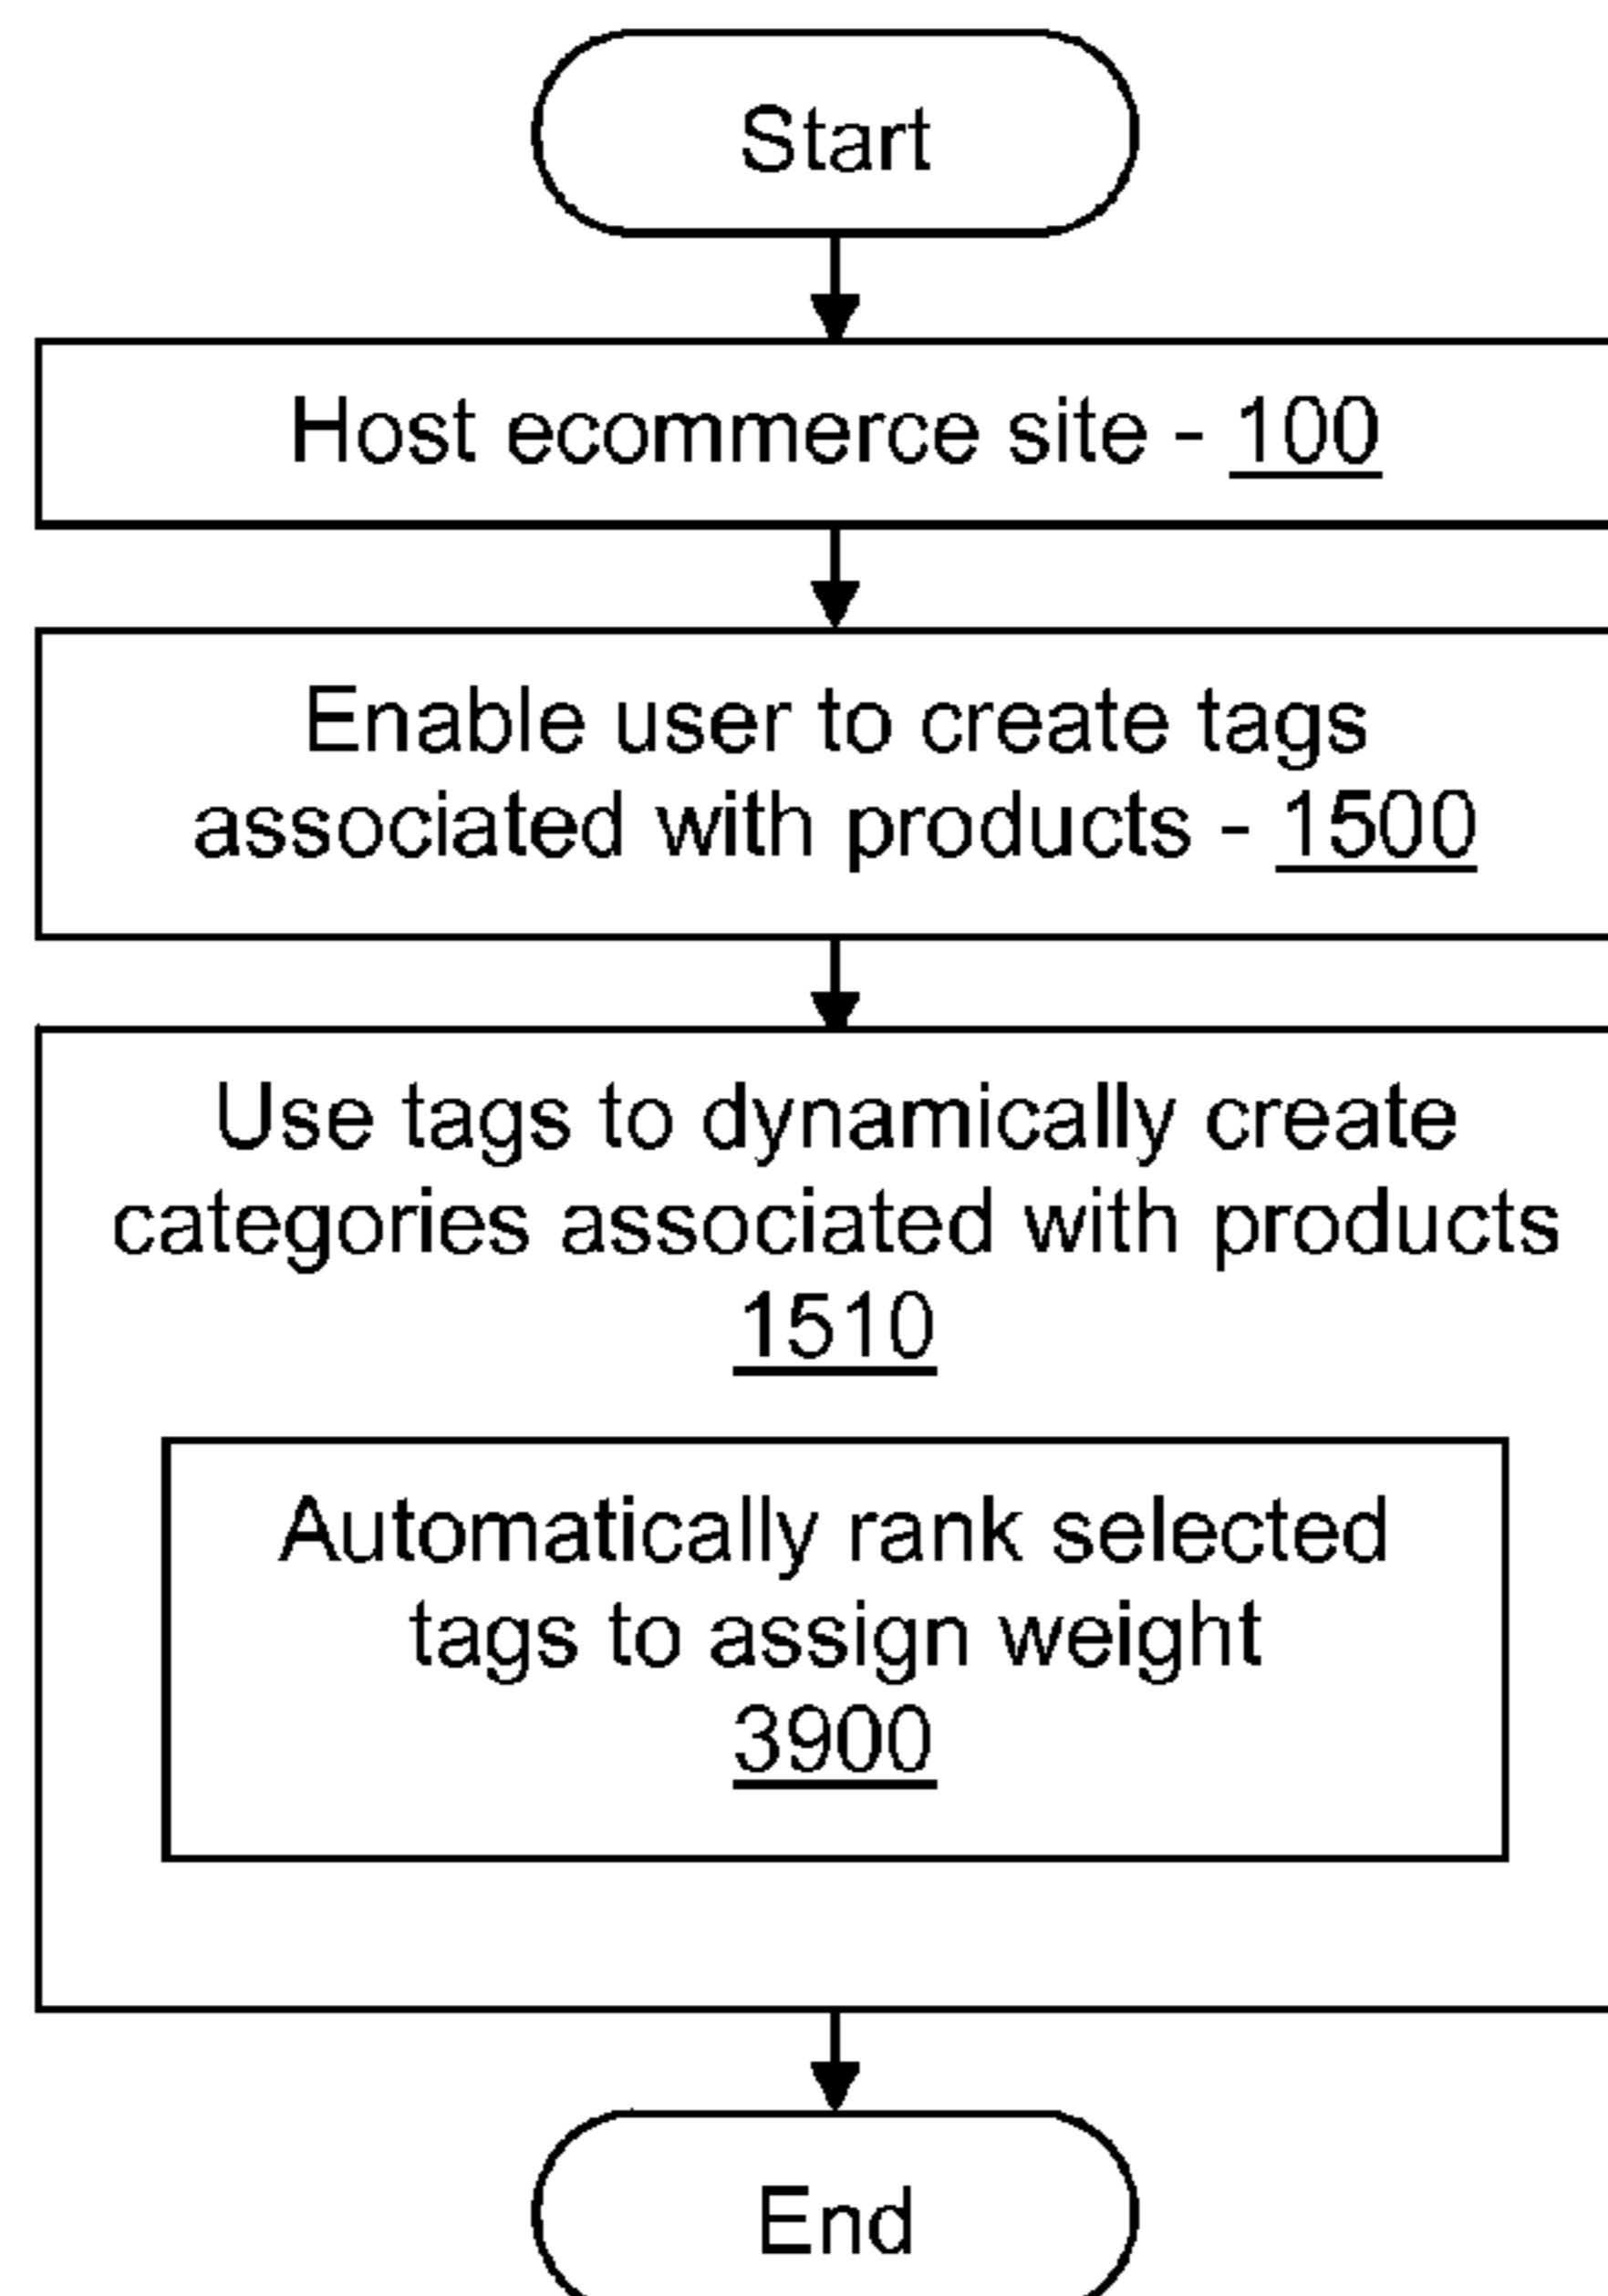 Start
Host ecommerce site - 100
Enable user to create tags
associated with products - 1500
Use tags to dynamically create
categories associated with products
1510
Automatically rank selected
tags to assign weight
3900
End